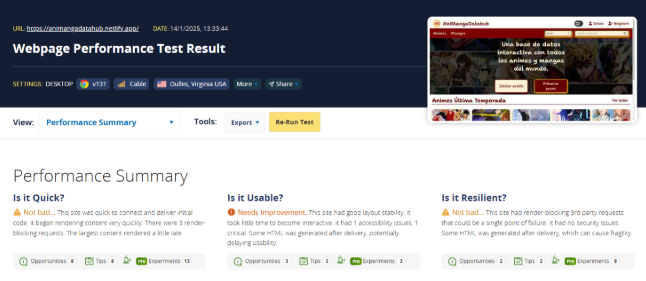 URL: https://animangadatahub.netlify.app/ DATE: 14/1/2025, 13:33:44
Webpage Performance Test Result
SETTINGS: DESKTOP v131 Cable Dulles, Virginia USA More Share
AniMangaDataHub Inicio Registro
Animes Mangas
Una base de datos
interactiva con todos
los animes y mangas
del mundo.
Iniciar sesión Primeros pasos
Animes Última Temporada Ver todos
View: Performance Summary Tools: Export Re-Run Test
Performance Summary
Is it Quick?
Not bad... This site was quick to connect and deliver initial
code. It began rendering content very quickly. There were 3 render-
blocking requests. The largest content rendered a little late.
Opportunities 8 Tips 8 PRO Experiments 13
Is it Usable?
Needs Improvement. This site had good layout stability. It
took little time to become interactive. It had 1 accessibility issues, 1
critical. Some HTML was generated after delivery, potentially
delaying usability.
Opportunities 3 Tips 3 PRO Experiments 3
Is it Resilient?
Not bad... This site had render-blocking 3rd party requests
that could be a single point of failure. It had no security issues.
Some HTML was generated after delivery, which can cause fragility.
Opportunities 2 Tips 2 PRO Experiments 8